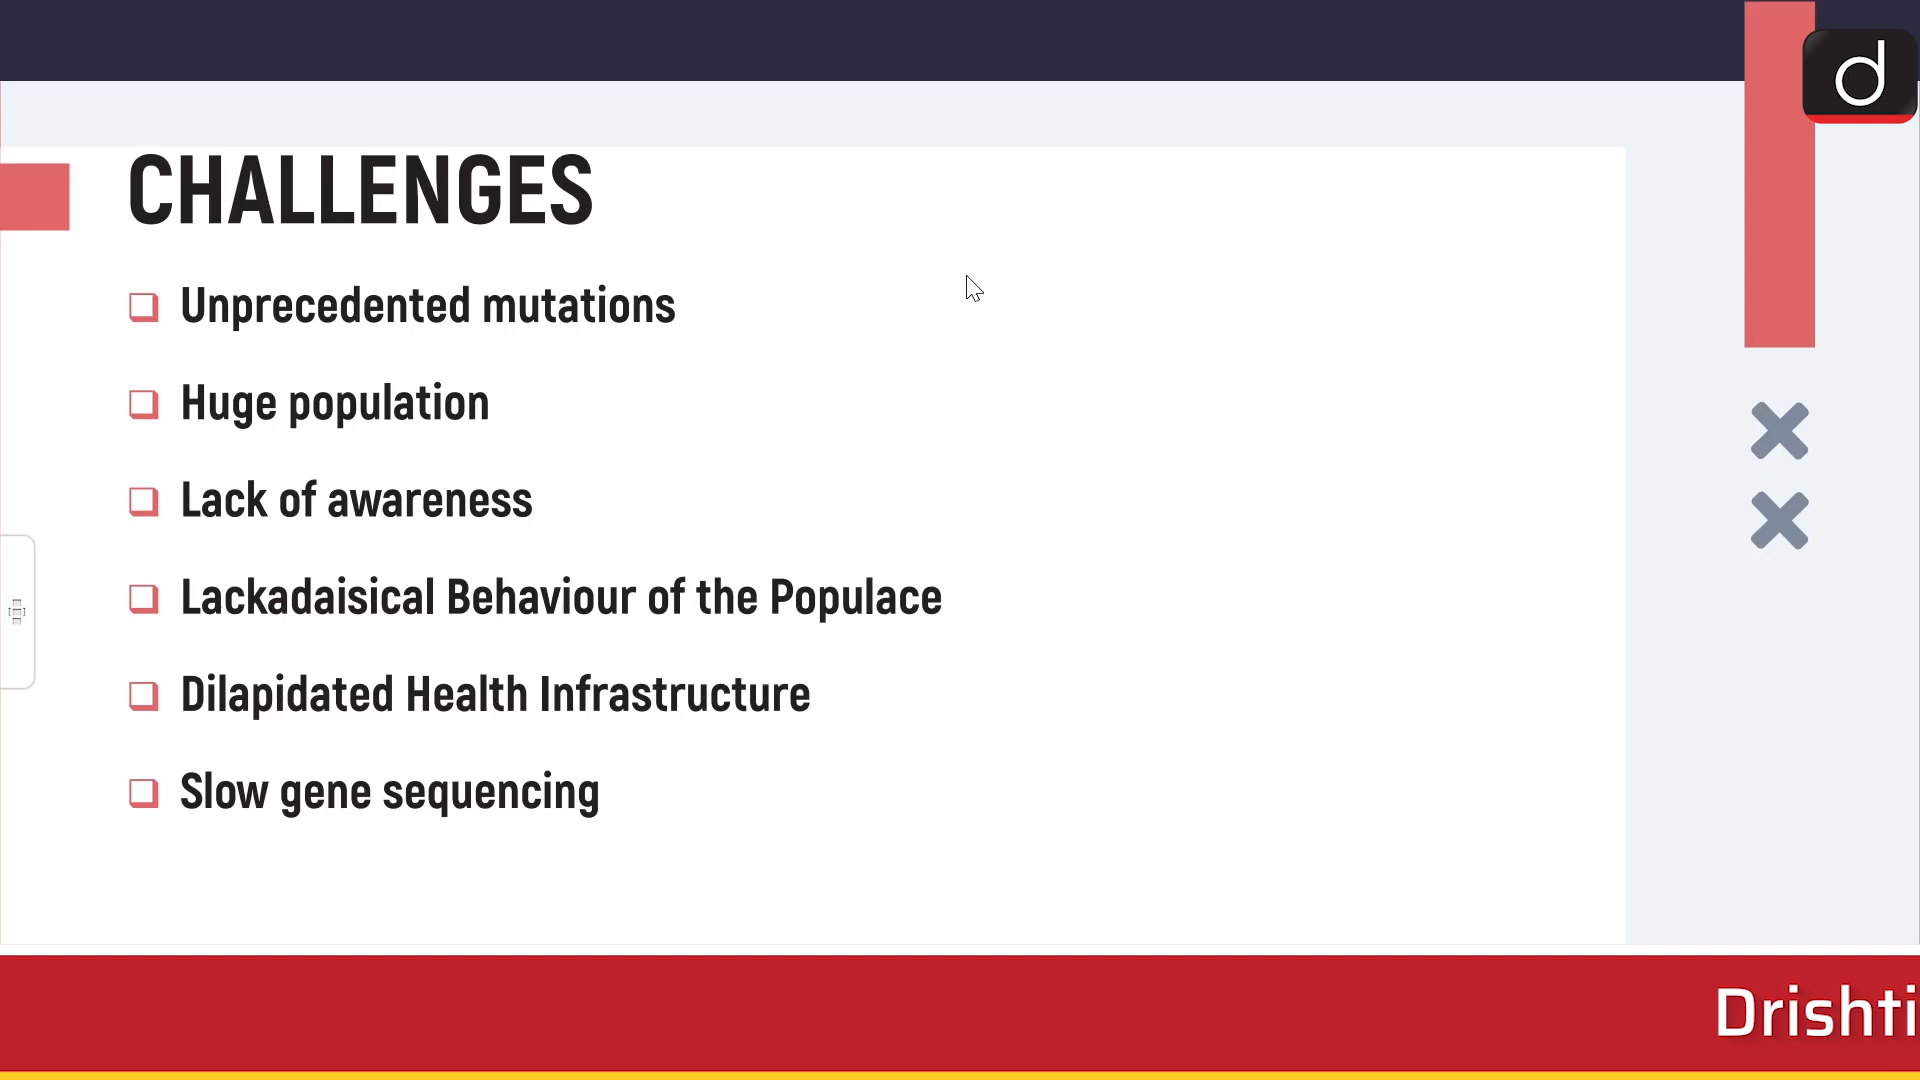 d
CHALLENGES
Unprecedented mutations
Huge population
Lack of awareness
Lackadaisical Behaviour of the Populace
Dilapidated Health Infrastructure
Slow gene sequencing
Drishti